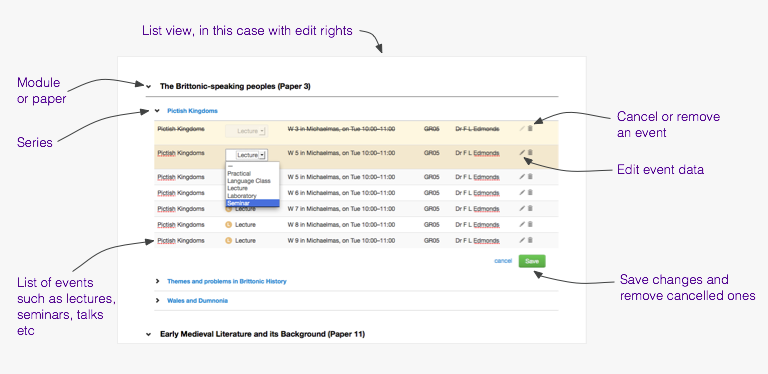 List view, in this case with edit rights
Module
or paper
The Brittonic-speaking peoples (Paper 3)
Series
Pictish Kingdoms
Pictish Kingdoms Lecture W 3 in Michaelmas, on Tue 10:00–11:00 GR05 Dr F L Edmonds
Cancel or remove
an event
Pictish Kingdoms Lecture W 5 in Michaelmas, on Tue 10:00–11:00 GR05 Dr F L Edmonds
Edit event data
---
Practical
Language Class
Lecture
Laboratory
Seminar
Pictish Kingdoms W 5 in Michaelmas, on Tue 10:00–11:00 GR05 Dr F L Edmonds
Pictish Kingdoms W 6 in Michaelmas, on Tue 10:00–11:00 GR05 Dr F L Edmonds
Pictish Kingdoms Lecture W 7 in Michaelmas, on Tue 10:00–11:00 GR05 Dr F L Edmonds
Pictish Kingdoms Lecture W 8 in Michaelmas, on Tue 10:00–11:00 GR05 Dr F L Edmonds
Pictish Kingdoms Lecture W 9 in Michaelmas, on Tue 10:00–11:00 GR05 Dr F L Edmonds
cancel Save
List of events
such as lectures,
seminars, talks
etc
Save changes and
remove cancelled ones
Themes and problems in Brittonic History
Wales and Dumnonia
Early Medieval Literature and its Background (Paper 11)